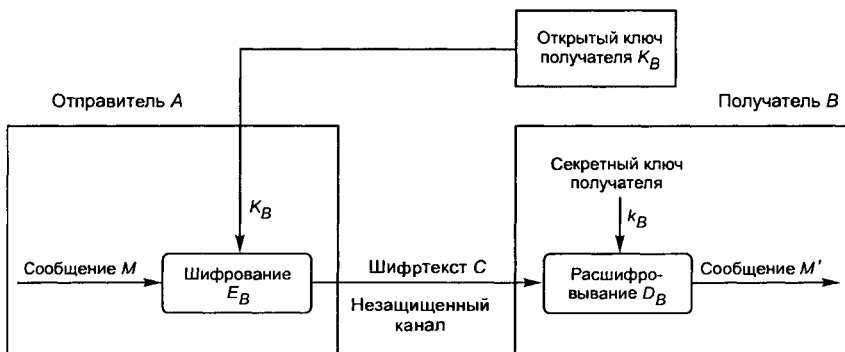 Открытый ключ
получателя K_B
Отправитель A
Получатель B
Секретный ключ
получателя
K_B
k_B
Сообщение M
Шифрование
E_B
Шифртекст C
Незащищенный
канал
Расшифро-
вывание D_B
Сообщение M'